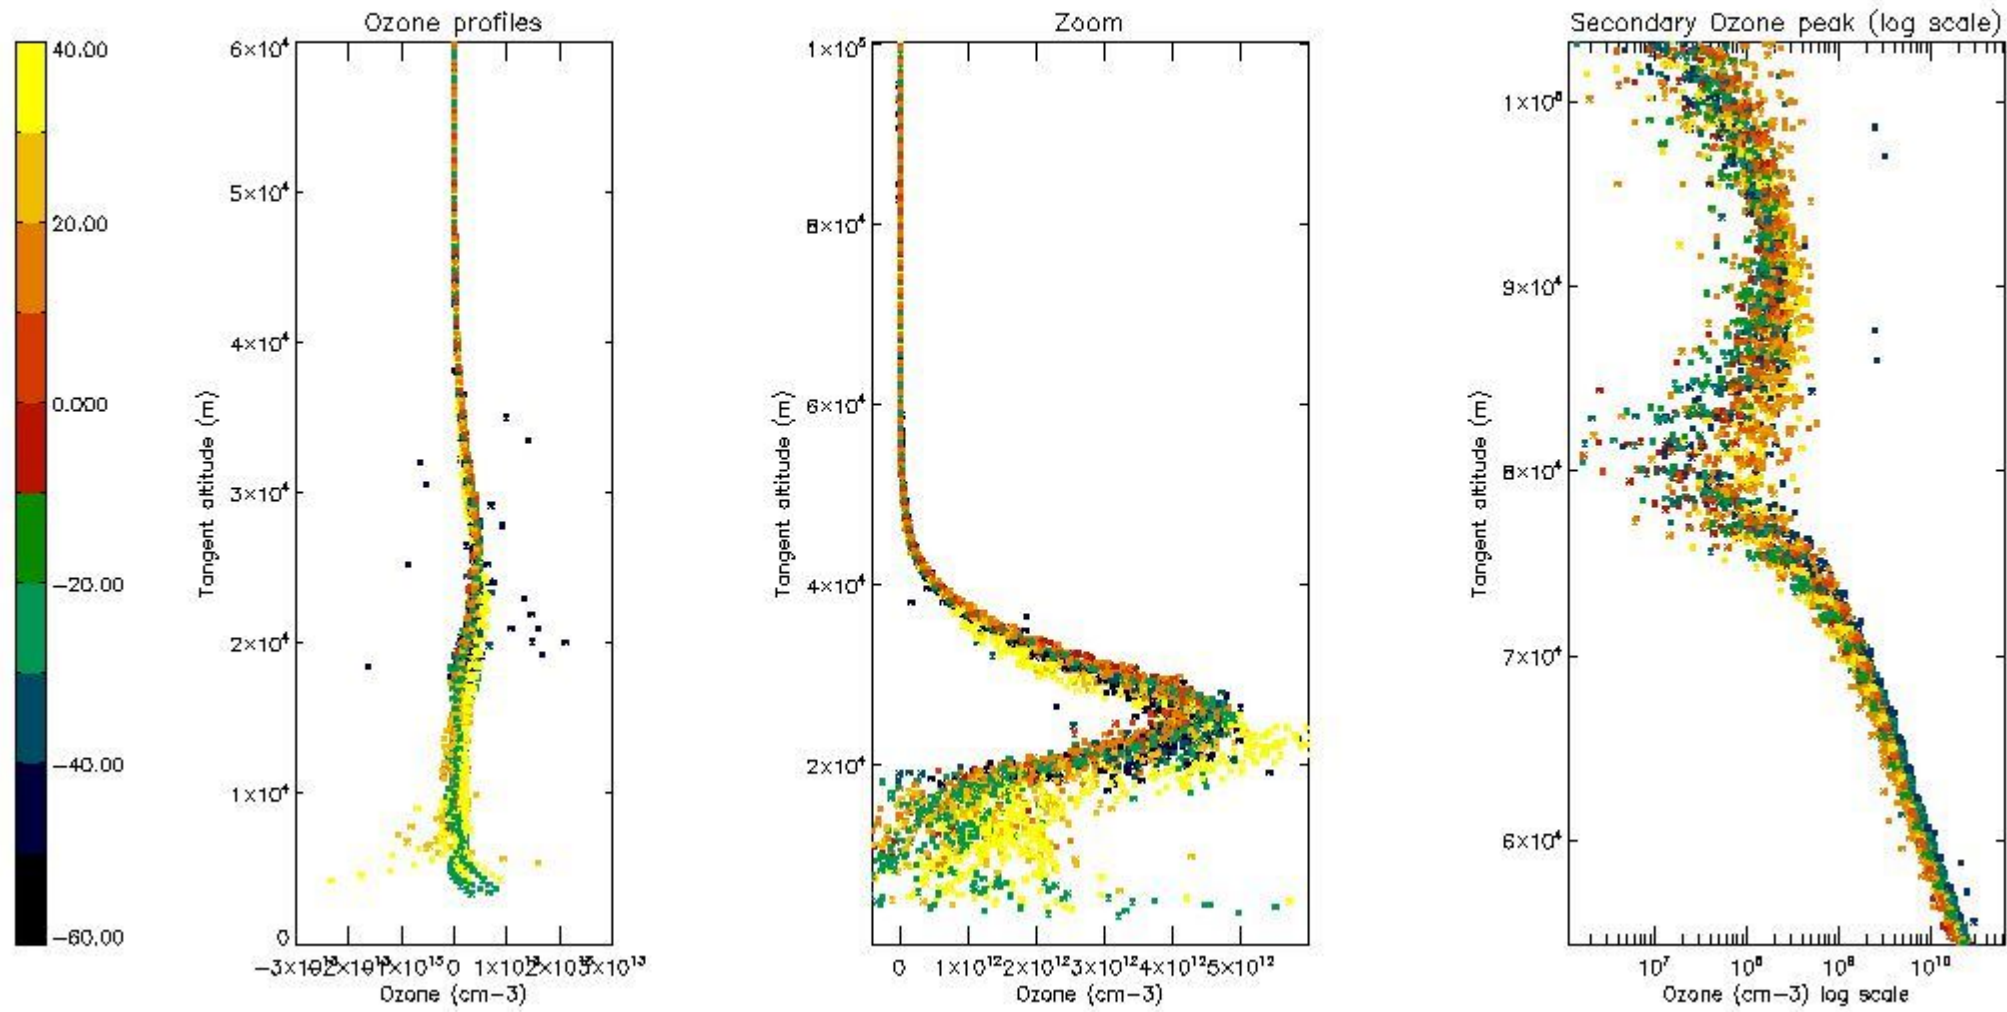 Ozone profiles
Zoom
Secondary Ozone peak (log scale)
40.00
20.00
0.000
−20.00
−40.00
−60.00
6×10⁴
5×10⁴
4×10⁴
3×10⁴
2×10⁴
1×10⁴
0
Tangent altitude (m)
0
Ozone (cm−3)
1×10⁵
8×10⁴
6×10⁴
4×10⁴
2×10⁴
Tangent altitude (m)
0 1×10¹² 2×10¹² 3×10¹² 4×10¹² 5×10¹²
Ozone (cm−3)
9×10⁴
8×10⁴
7×10⁴
6×10⁴
Tangent altitude (m)
10⁷ 10⁸ 10⁹ 10¹⁰
Ozone (cm−3) log scale